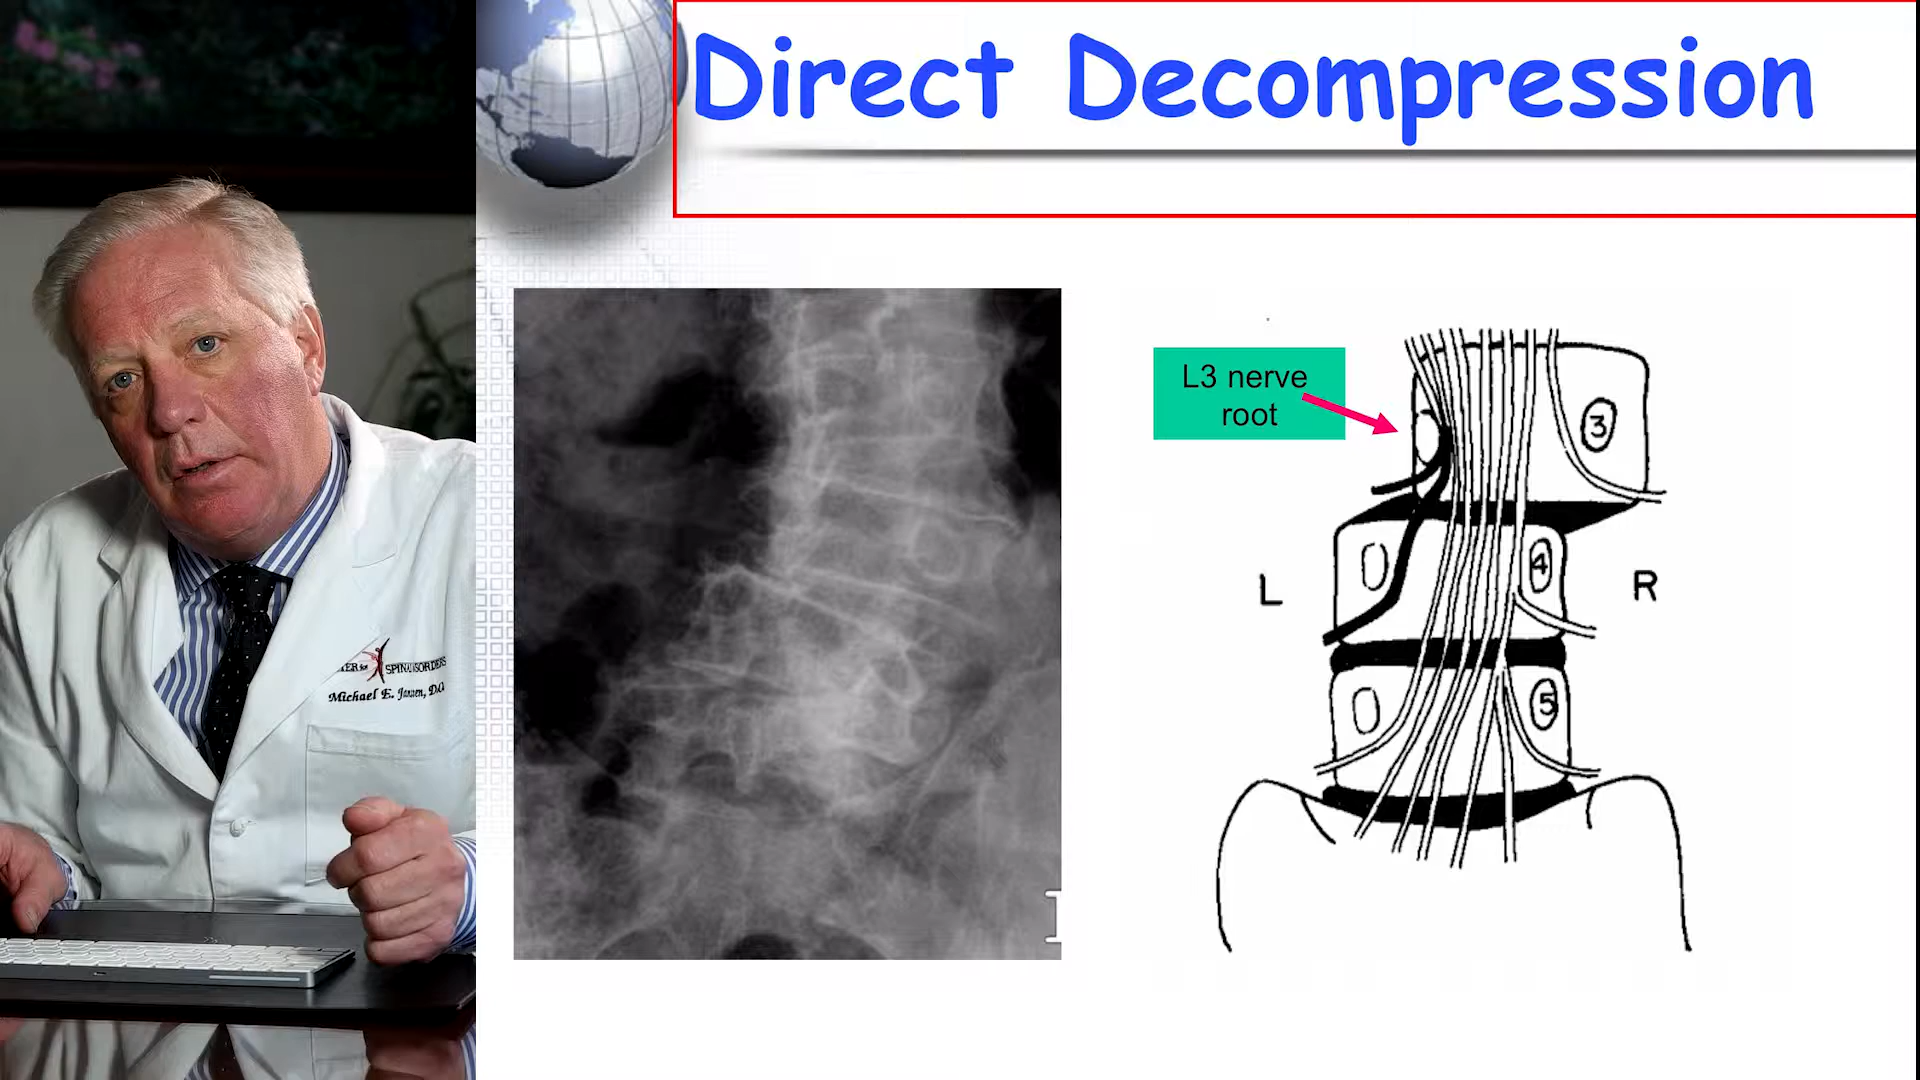 Direct Decompression
L3 nerve
root
3
4
L
R
5
SPINAL DISORDERS
Michael E. Janssen, D.O.